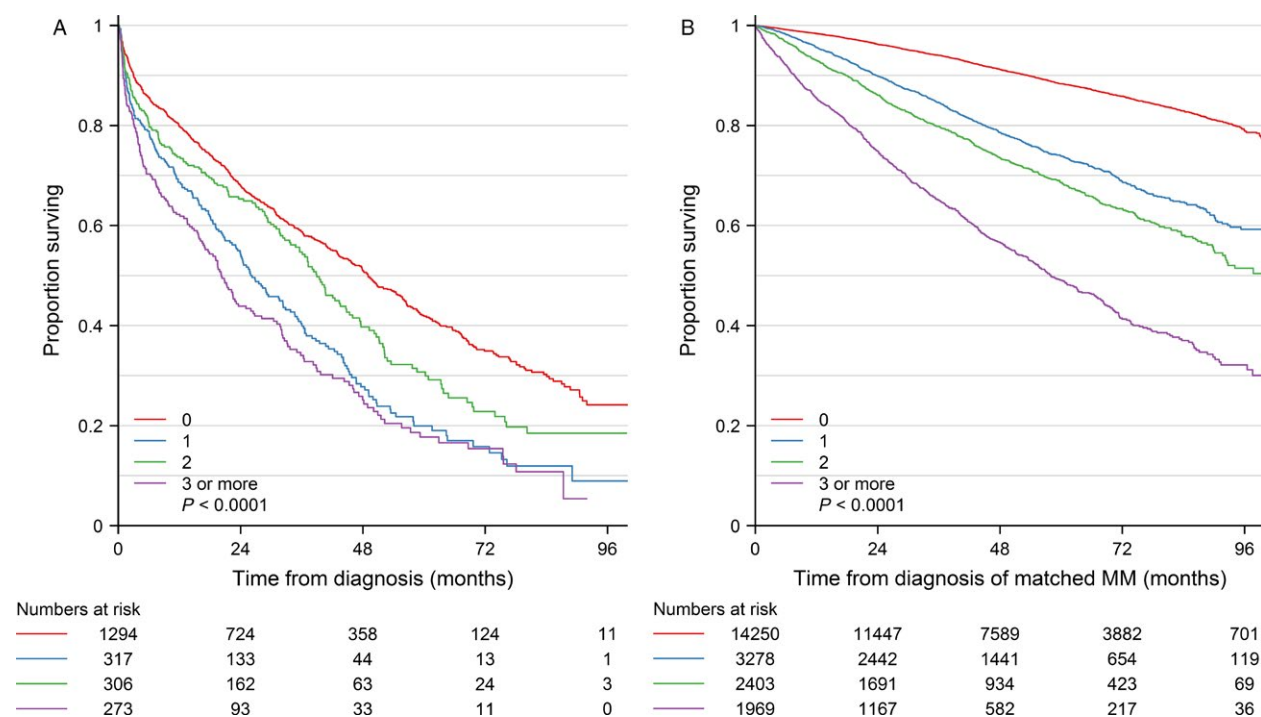 A
1
0.8
0.6
0.4
0.2
0
Proportion surving
0
1
2
3 or more
P < 0.0001
0 24 48 72 96
Time from diagnosis (months)
Numbers at risk
1294 724 358 124 11
317 133 44 13 1
306 162 63 24 3
273 93 33 11 0
B
1
0.8
0.6
0.4
0.2
0
Proportion surving
0
1
2
3 or more
P < 0.0001
0 24 48 72 96
Time from diagnosis of matched MM (months)
Numbers at risk
14250 11447 7589 3882 701
3278 2442 1441 654 119
2403 1691 934 423 69
1969 1167 582 217 36